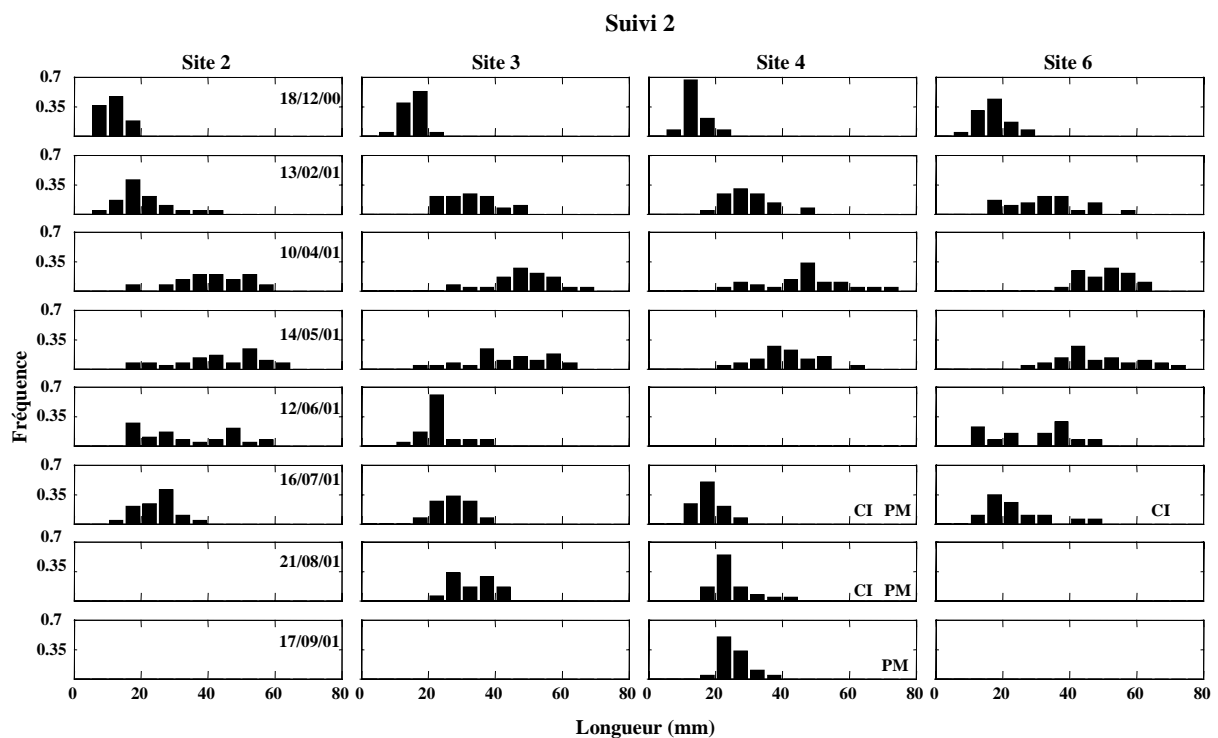 Suivi 2
Site 2 Site 3 Site 4 Site 6
0.7
0.35 18/12/00
0.7
0.35 13/02/01
0.7
0.35 10/04/01
0.7
0.35 14/05/01
0.7
0.35 12/06/01
0.7
0.35 16/07/01 CI PM CI
0.7
0.35 21/08/01 CI PM
0.7
0.35 17/09/01 PM
0 20 40 60 80 0 20 40 60 80 0 20 40 60 80 0 20 40 60 80
Fréquence
Longueur (mm)